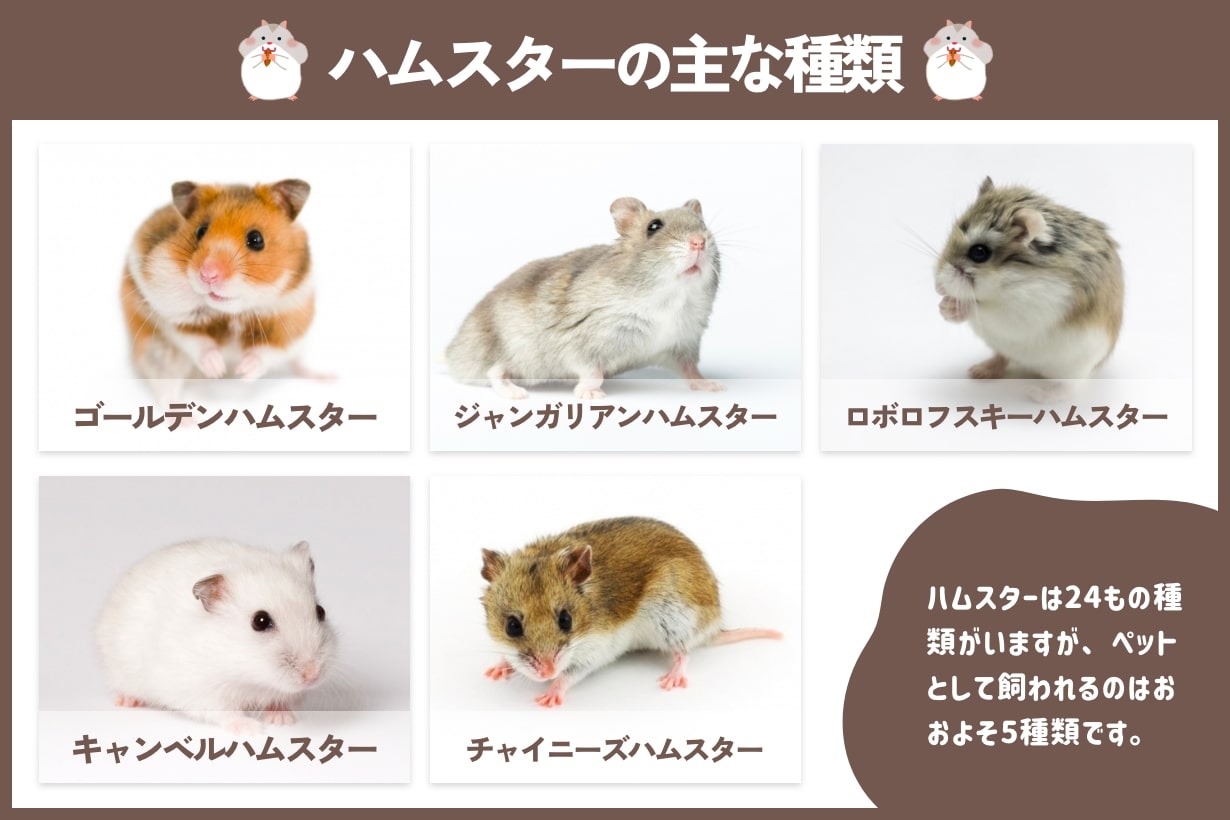 ハムスターの主な種類
ゴールデンハムスター
ジャンガリアンハムスター
ロボロフスキーハムスター
キャンベルハムスター
チャイニーズハムスター
ハムスターは24もの種
類がいますが、ペット
として飼われるのはお
およそ5種類です。